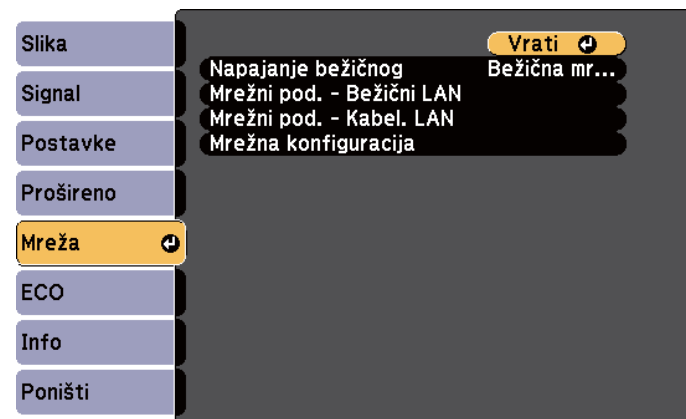 Slika
Signal
Postavke
Prošireno
Mreža
ECO
Info
Poništi
Vrati
Napajanje bežičnog Bežična mr...
Mrežni pod. - Bežični LAN
Mrežni pod. - Kabel. LAN
Mrežna konfiguracija